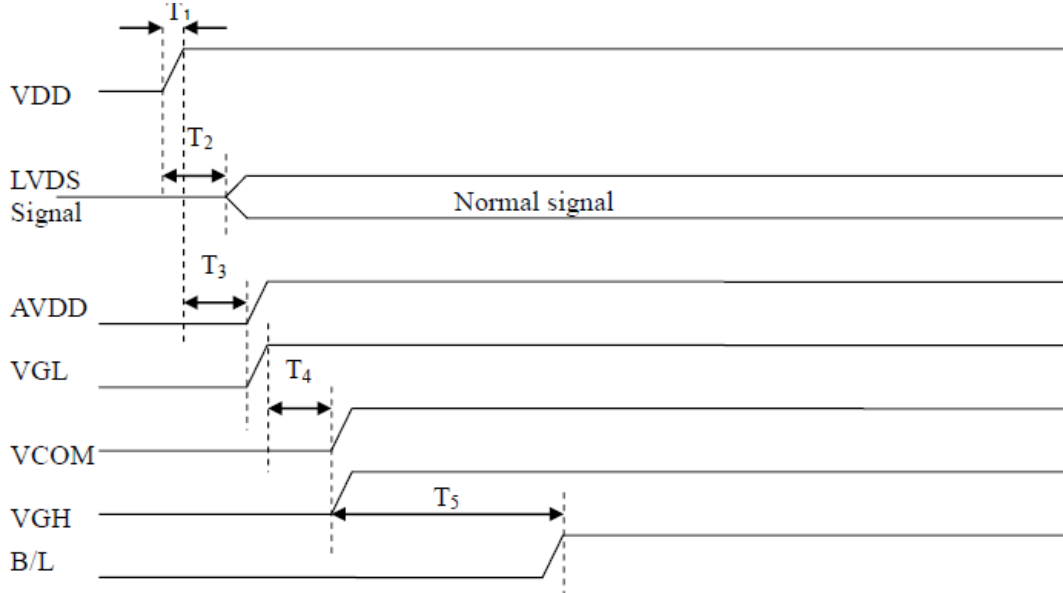 T₁
VDD
T₂
LVDS
Signal
Normal signal
T₃
AVDD
VGL
T₄
VCOM
T₅
VGH
B/L